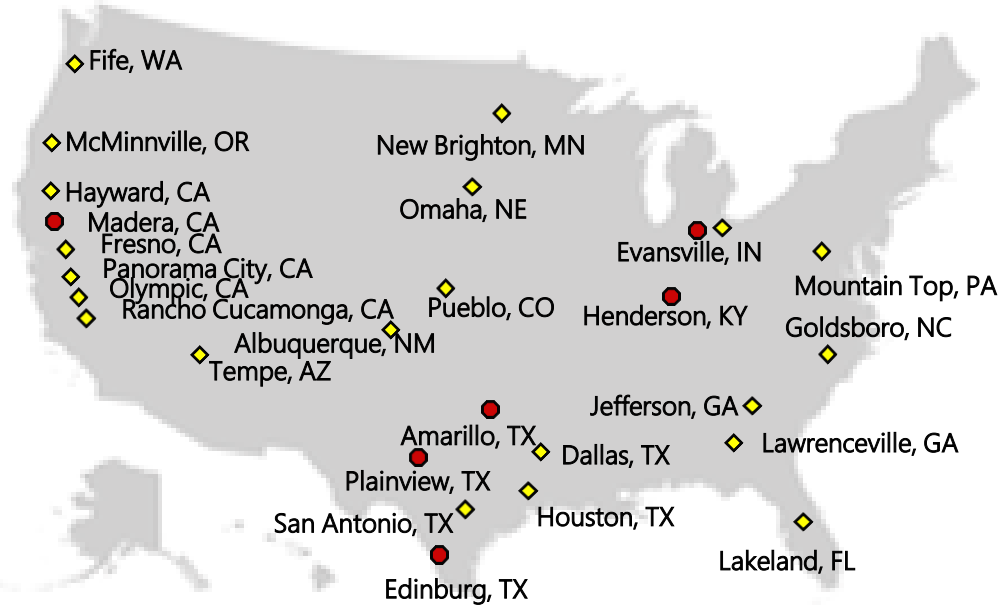 Fife, WA
New Brighton, MN
McMinnville, OR
Hayward, CA
Omaha, NE
Madera, CA
Fresno, CA
Evansville, IN
Panorama City, CA
Olympic, CA
Mountain Top, PA
Rancho Cucamonga, CA
Pueblo, CO
Henderson, KY
Goldsboro, NC
Albuquerque, NM
Tempe, AZ
Jefferson, GA
Amarillo, TX
Lawrenceville, GA
Dallas, TX
Plainview, TX
Houston, TX
San Antonio, TX
Lakeland, FL
Edinburg, TX